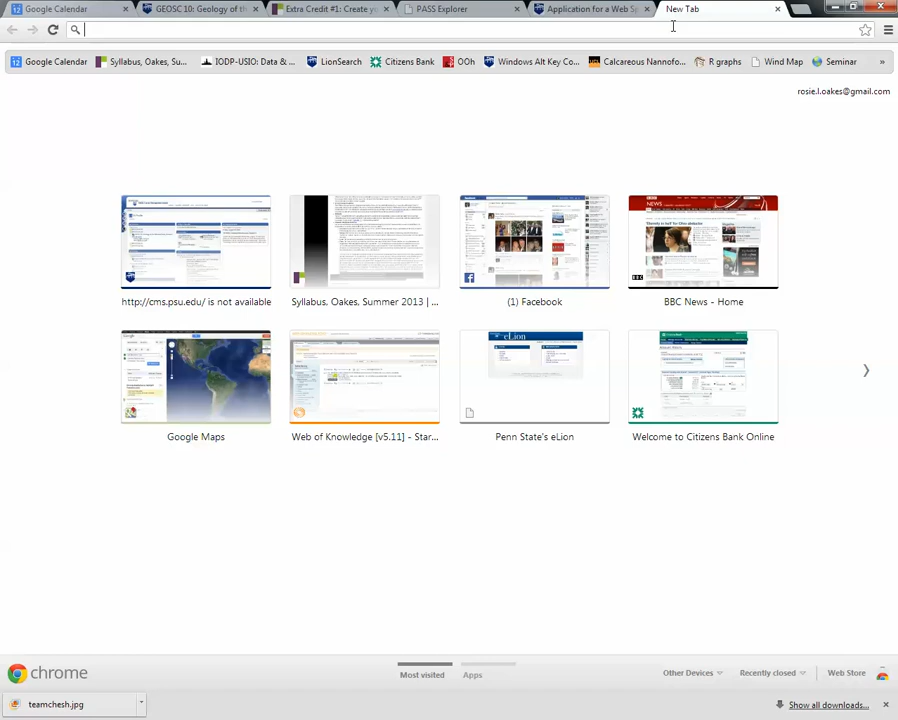 Google Calendar × GEOSC 10: Geology of th × Extra Credit #1: Create yo × PASS Explorer × Application for a Web Sp × New Tab ×
Google Calendar Syllabus, Oakes, Su... IODP-USIO: Data & ... LionSearch Citizens Bank OOh Windows Alt Key Co... Calcareous Nannofo... R graphs Wind Map Seminar »
rosie.l.oakes@gmail.com
http://cms.psu.edu/ is not available Syllabus, Oakes, Summer 2013 | ... (1) Facebook BBC News - Home
Google Maps Web of Knowledge [v5.11] - Star... Penn State's eLion Welcome to Citizens Bank Online
chrome Most visited Apps Other Devices Recently closed Web Store
teamchesh.jpg Show all downloads... ×